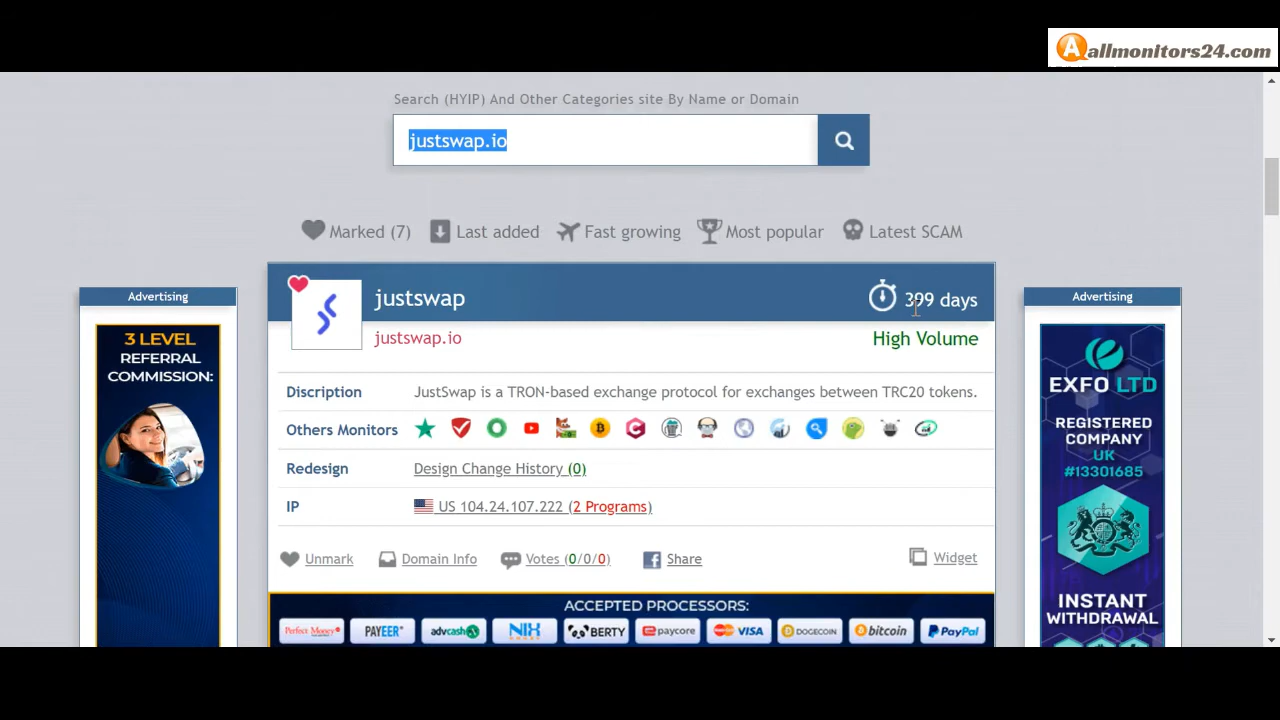 allmonitors24.com
Search (HYIP) And Other Categories site By Name or Domain
justswap.io
Marked (7)
Last added
Fast growing
Most popular
Latest SCAM
Advertising
3 LEVEL
REFERRAL
COMMISSION:
justswap
399 days
justswap.io
High Volume
Discription
JustSwap is a TRON-based exchange protocol for exchanges between TRC20 tokens.
Others Monitors
Redesign
Design Change History (0)
IP
US 104.24.107.222 (2 Programs)
Unmark
Domain Info
Votes (0/0/0)
Share
Widget
ACCEPTED PROCESSORS:
Perfect Money
PAYEER
advcash
NIX
BERTY
epaycore
VISA
DOGECOIN
bitcoin
PayPal
Advertising
EXFO LTD
REGISTERED
COMPANY
UK
#13301685
INSTANT
WITHDRAWAL